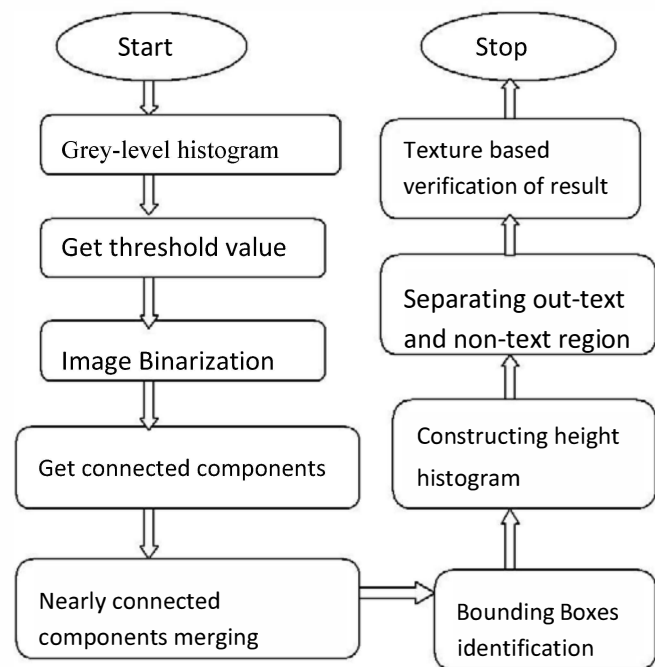 Start
Grey-level histogram
Get threshold value
Image Binarization
Get connected components
Nearly connected
components merging
Bounding Boxes
identification
Constructing height
histogram
Separating out-text
and non-text region
Texture based
verification of result
Stop